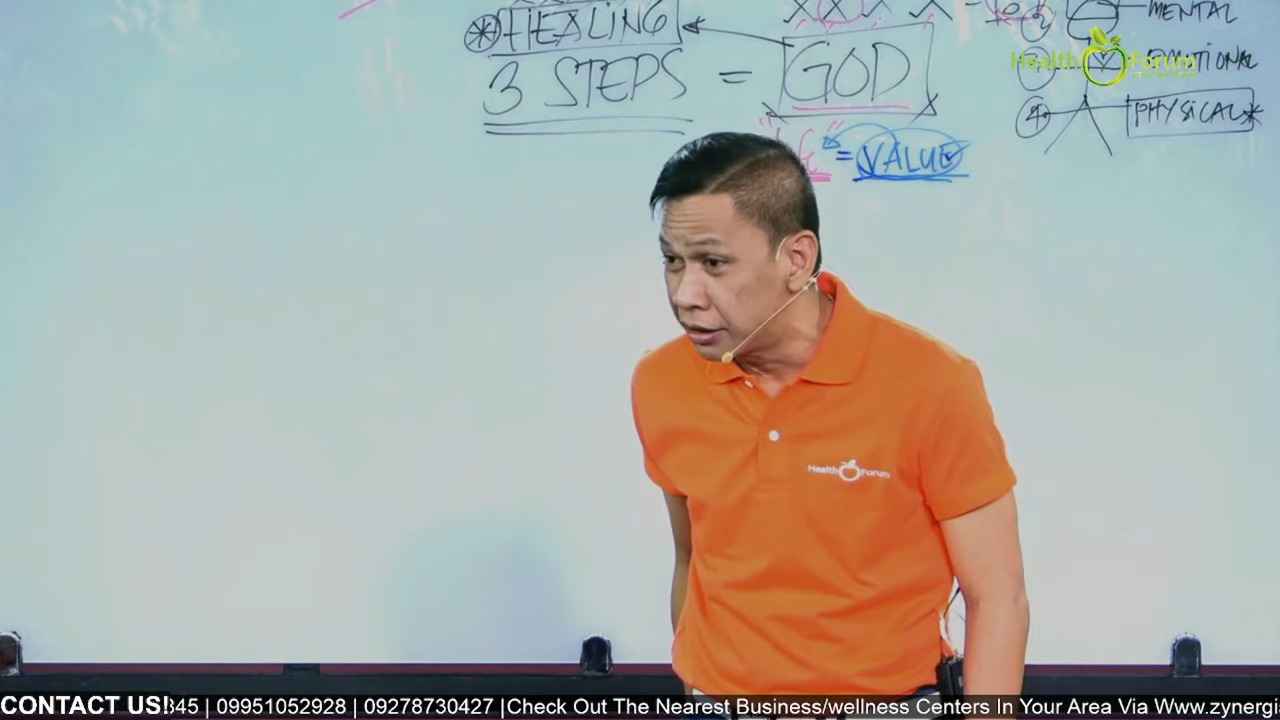 HEALING
MENTAL
3 STEPS = GOD
Health Forum
PHYSICAL
= VALUE
Health Forum
CONTACT US! 345 | 09951052928 | 09278730427 |Check Out The Nearest Business/wellness Centers In Your Area Via Www.zynergi